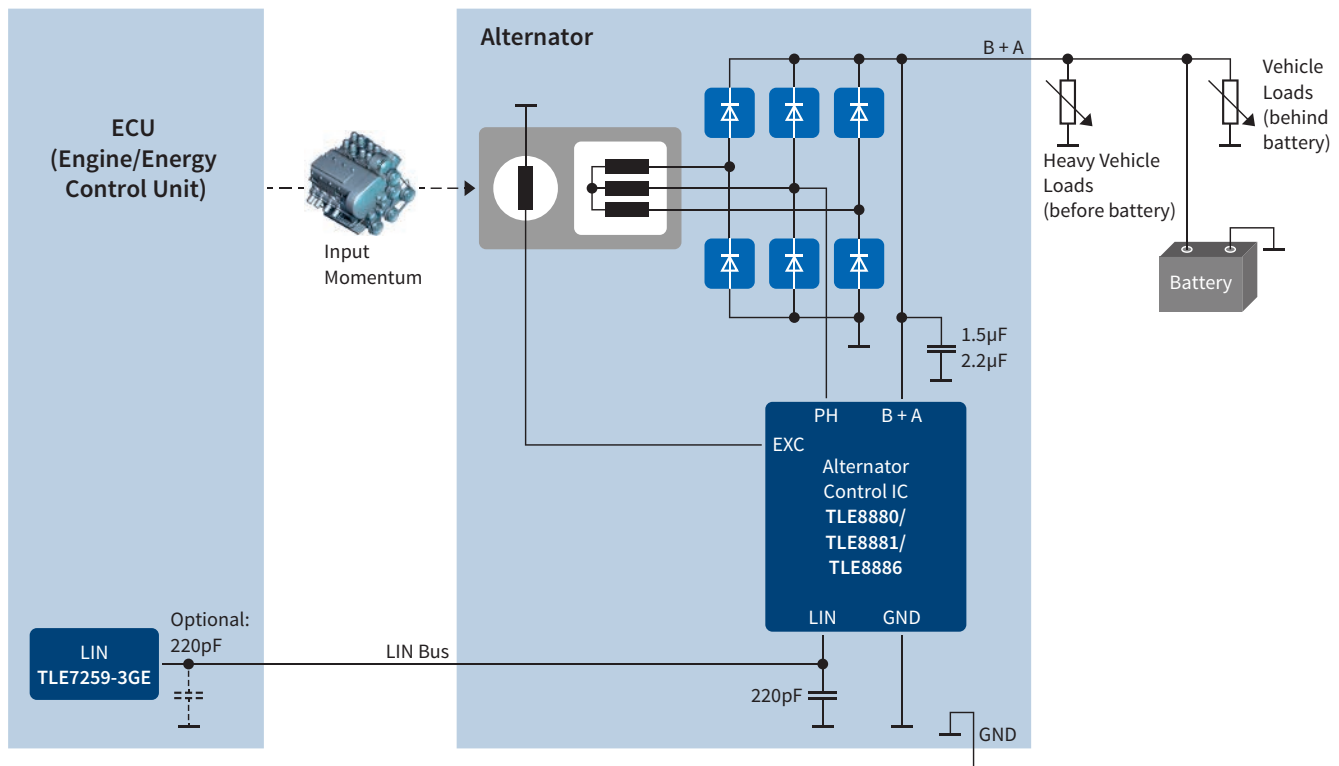 ECU
(Engine/Energy
Control Unit)
Input
Momentum
Alternator
B + A
Heavy Vehicle
Loads
(before battery)
Vehicle
Loads
(behind
battery)
Battery
1.5µF
2.2µF
PH
B + A
EXC
Alternator
Control IC
TLE8880/
TLE8881/
TLE8886
LIN
GND
Optional:
220pF
LIN
TLE7259-3GE
LIN Bus
220pF
GND